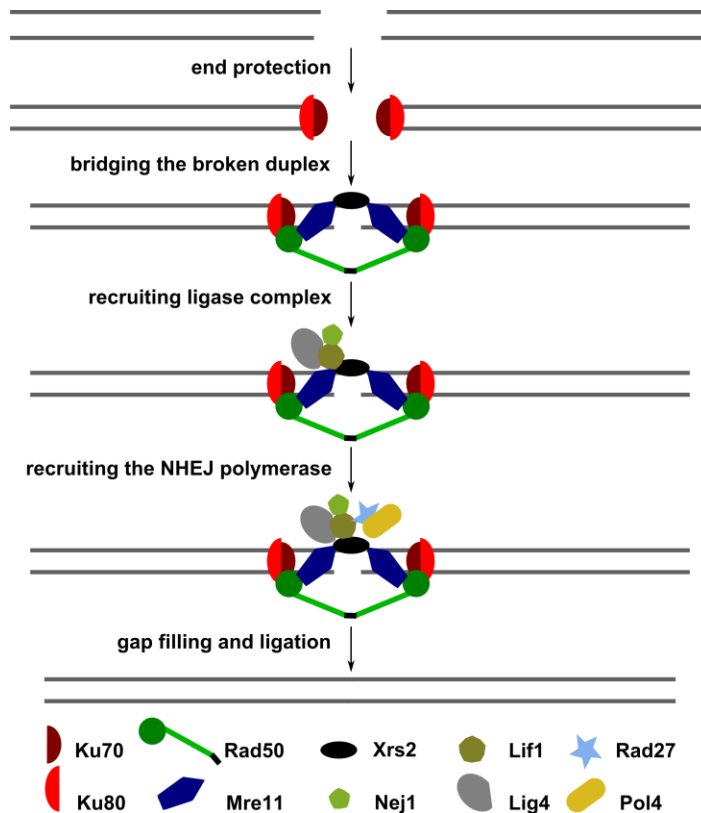 end protection
bridging the broken duplex
recruiting ligase complex
recruiting the NHEJ polymerase
gap filling and ligation
Ku70 Rad50 Xrs2 Lif1 Rad27
Ku80 Mre11 Nej1 Lig4 Pol4